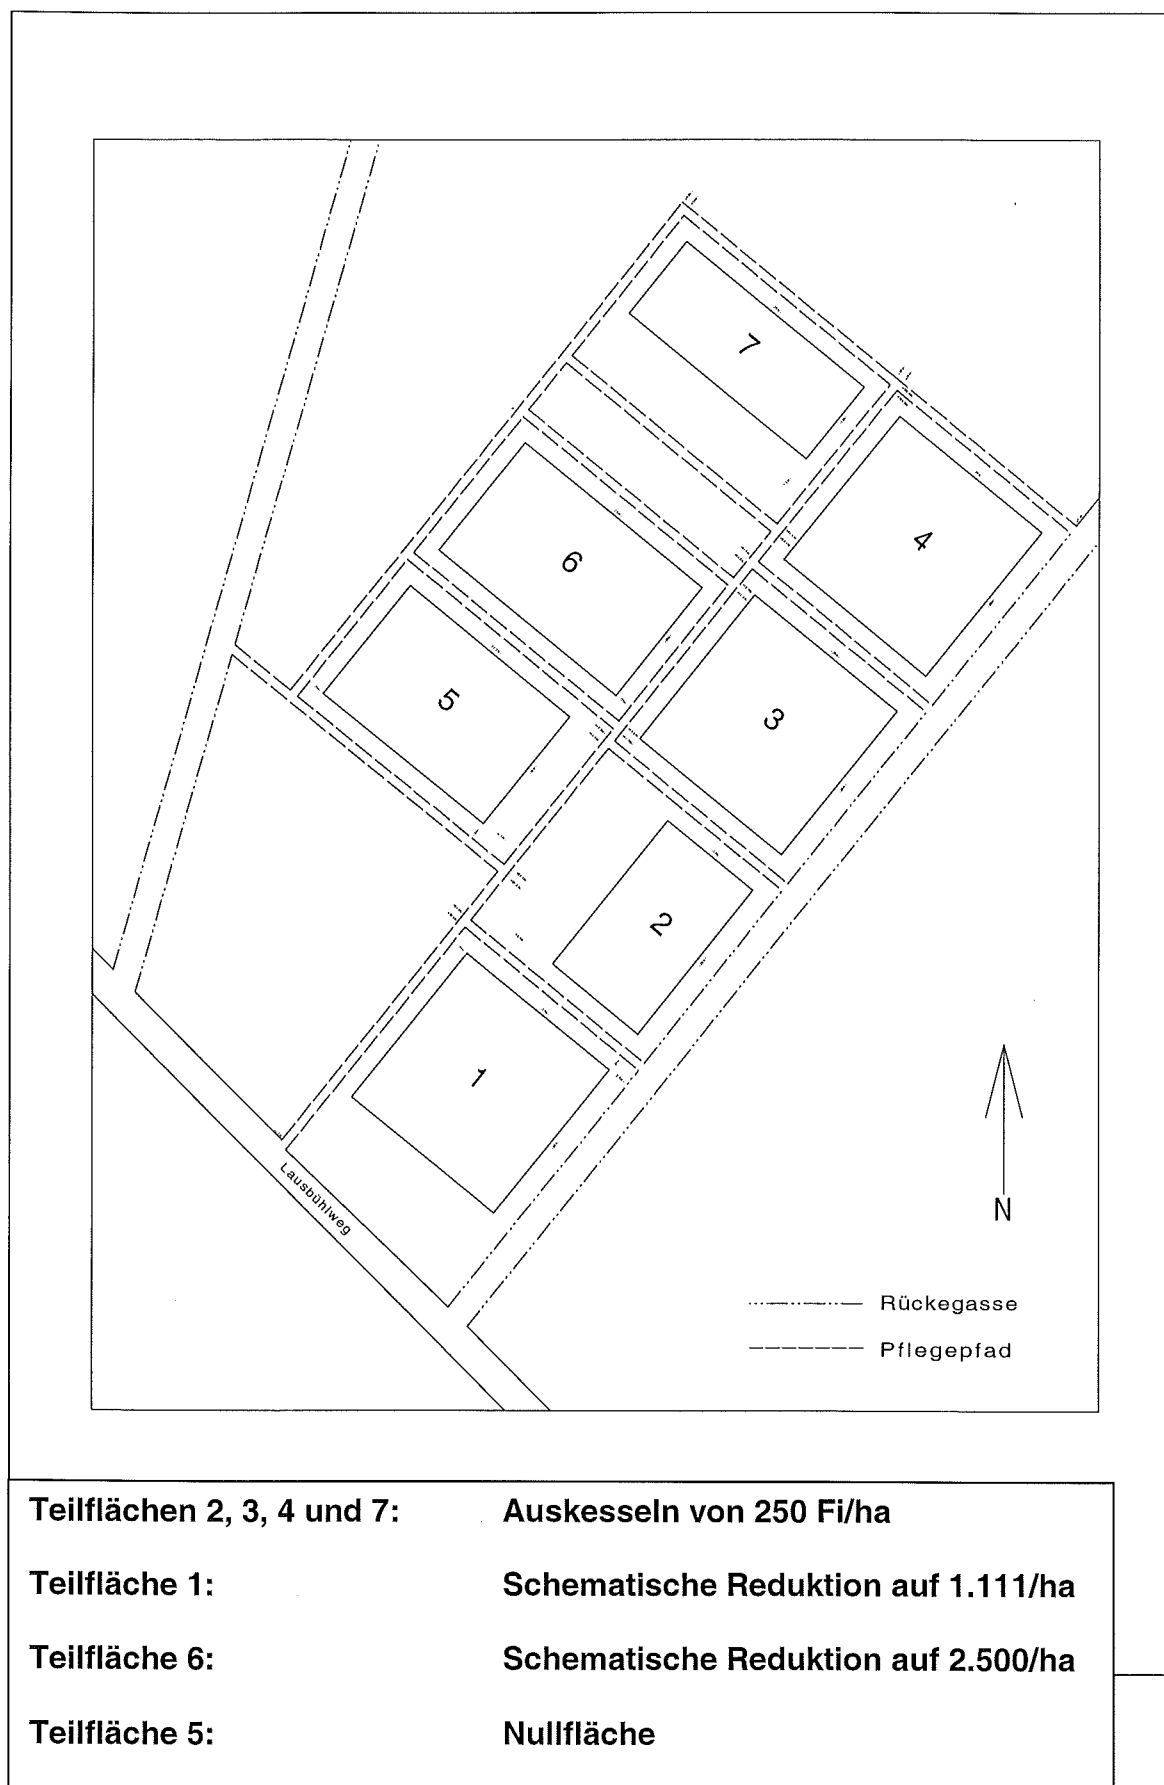 7
4
6
5
3
2
1
Lausbühlweg
N
Rückegasse
Pflegepfad
Teilflächen 2, 3, 4 und 7: Auskesseln von 250 Fi/ha
Teilfläche 1: Schematische Reduktion auf 1.111/ha
Teilfläche 6: Schematische Reduktion auf 2.500/ha
Teilfläche 5: Nullfläche